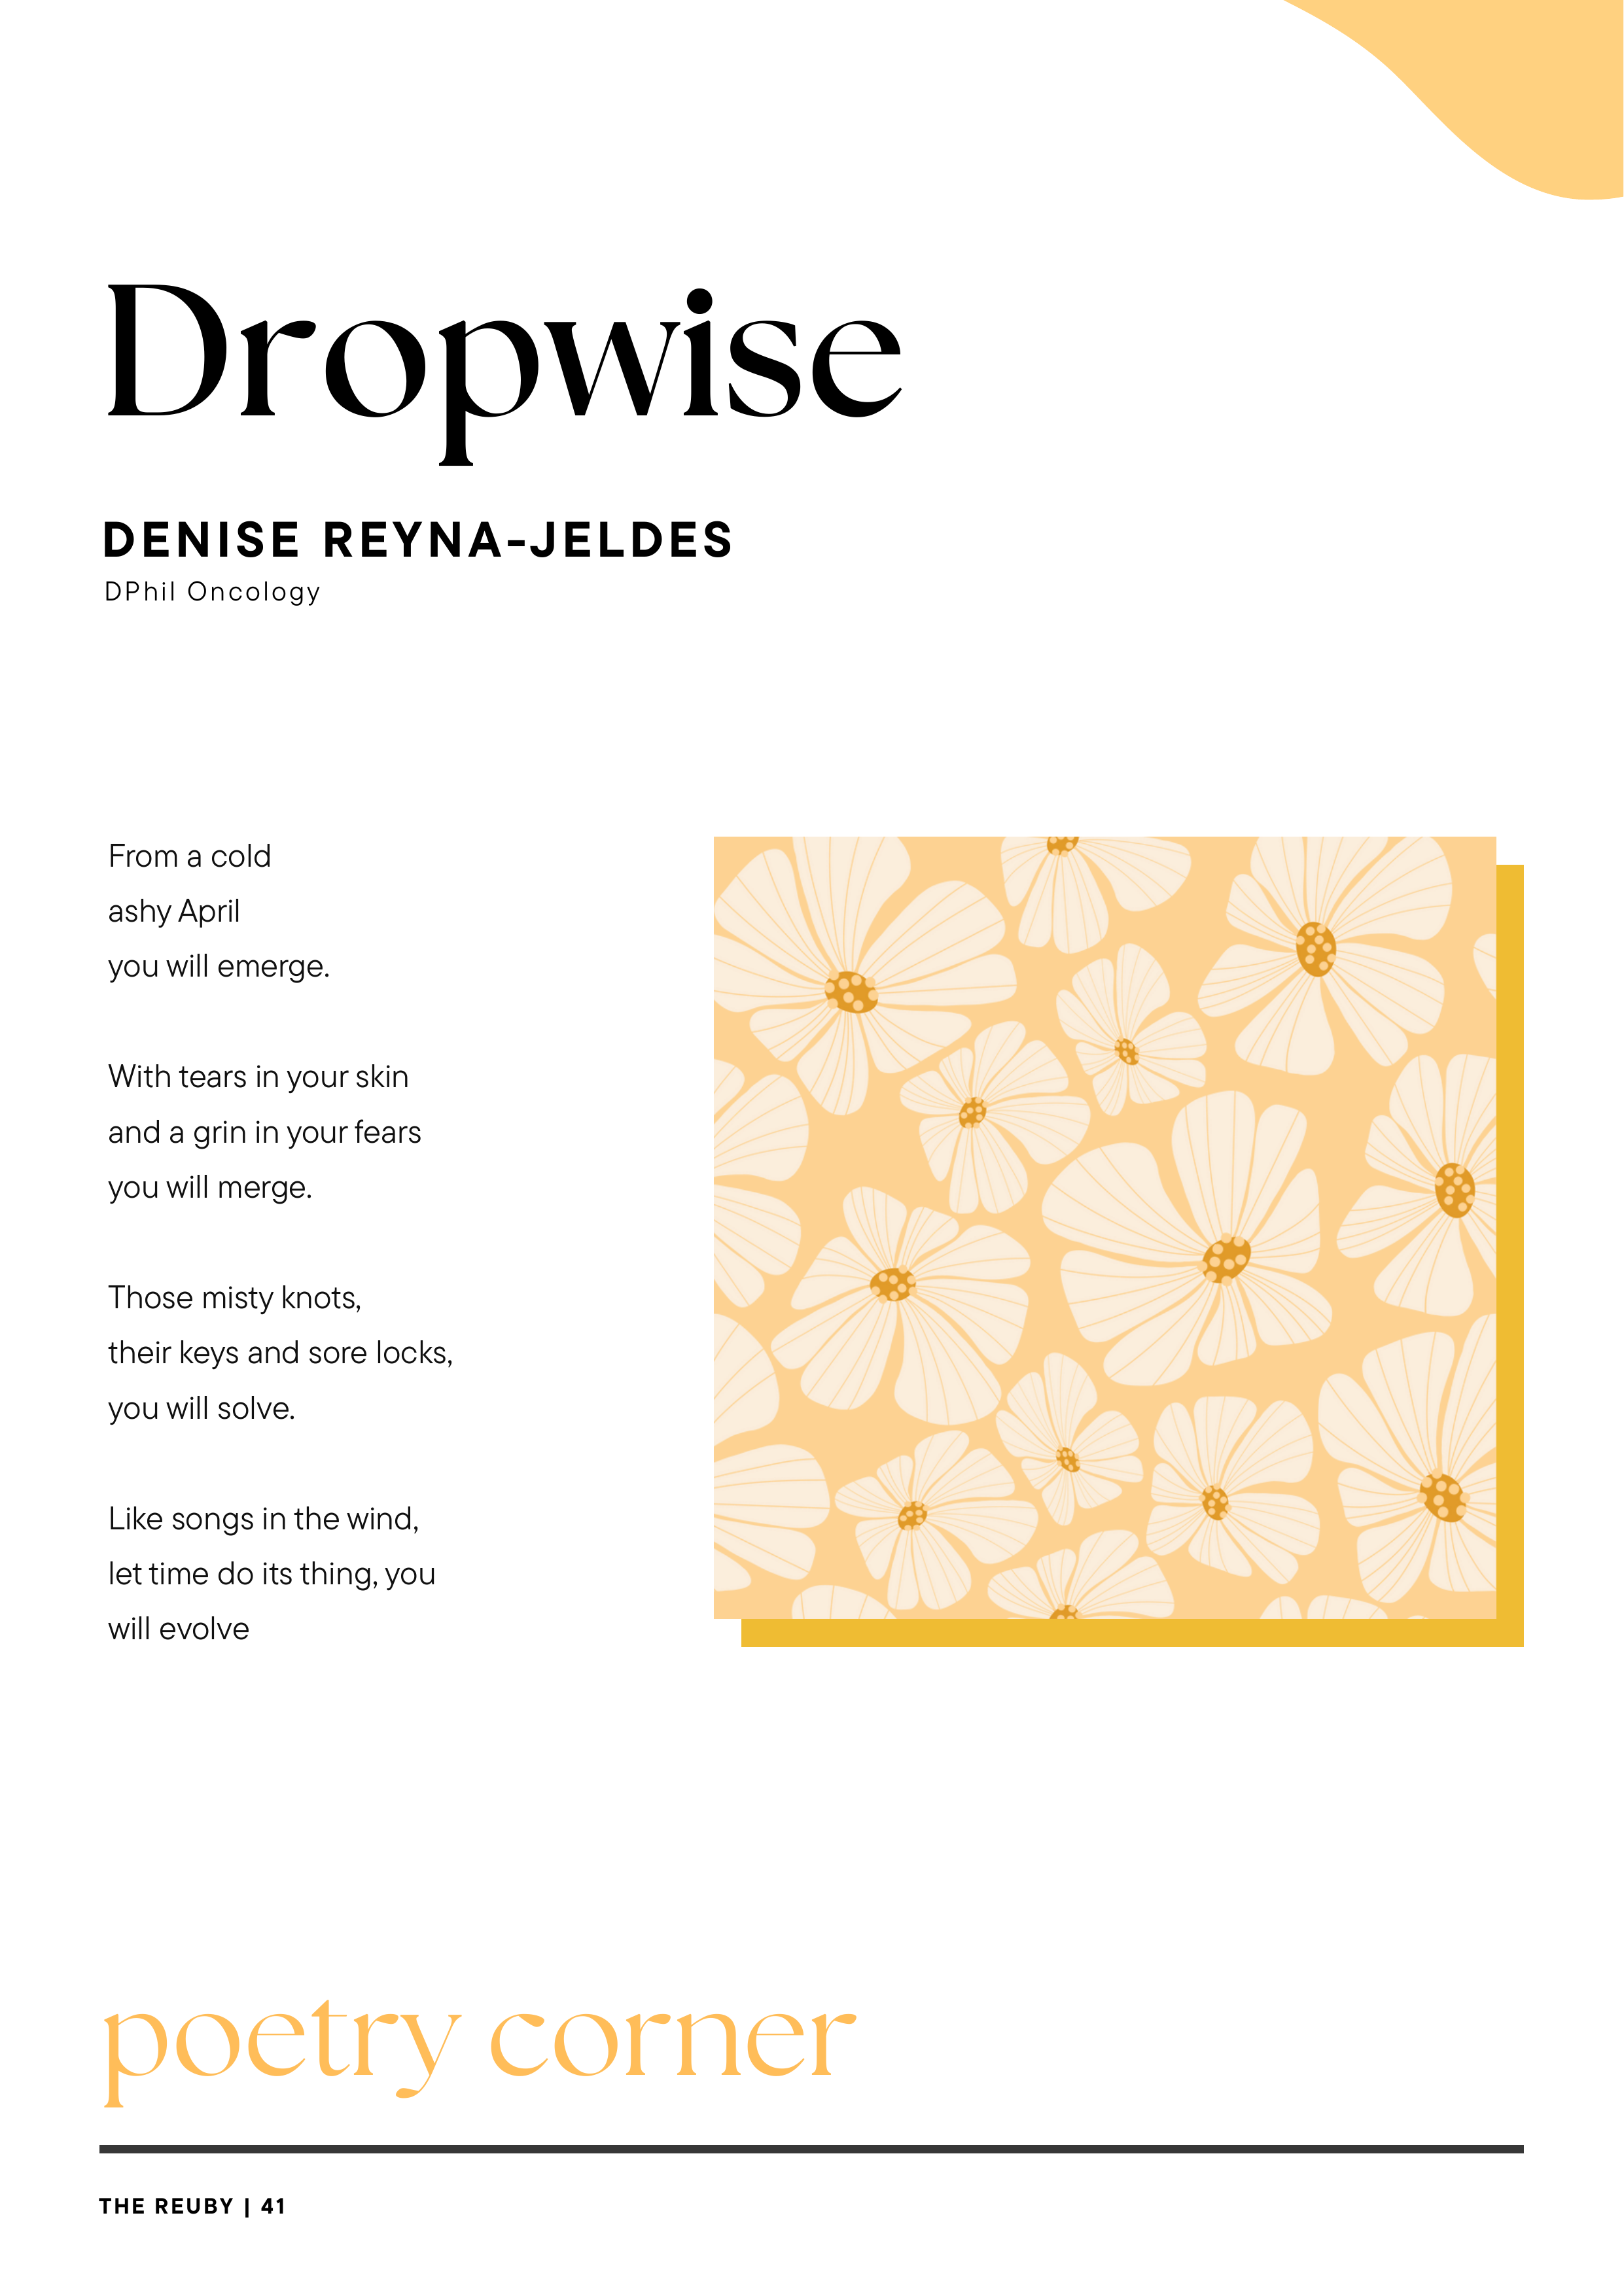 Dropwise
DENISE REYNA-JELDES
DPhil Oncology
From a cold
ashy April
you will emerge.
With tears in your skin
and a grin in your fears
you will merge.
Those misty knots,
their keys and sore locks,
you will solve.
Like songs in the wind,
let time do its thing, you
will evolve
poetry corner
THE REUBY | 41